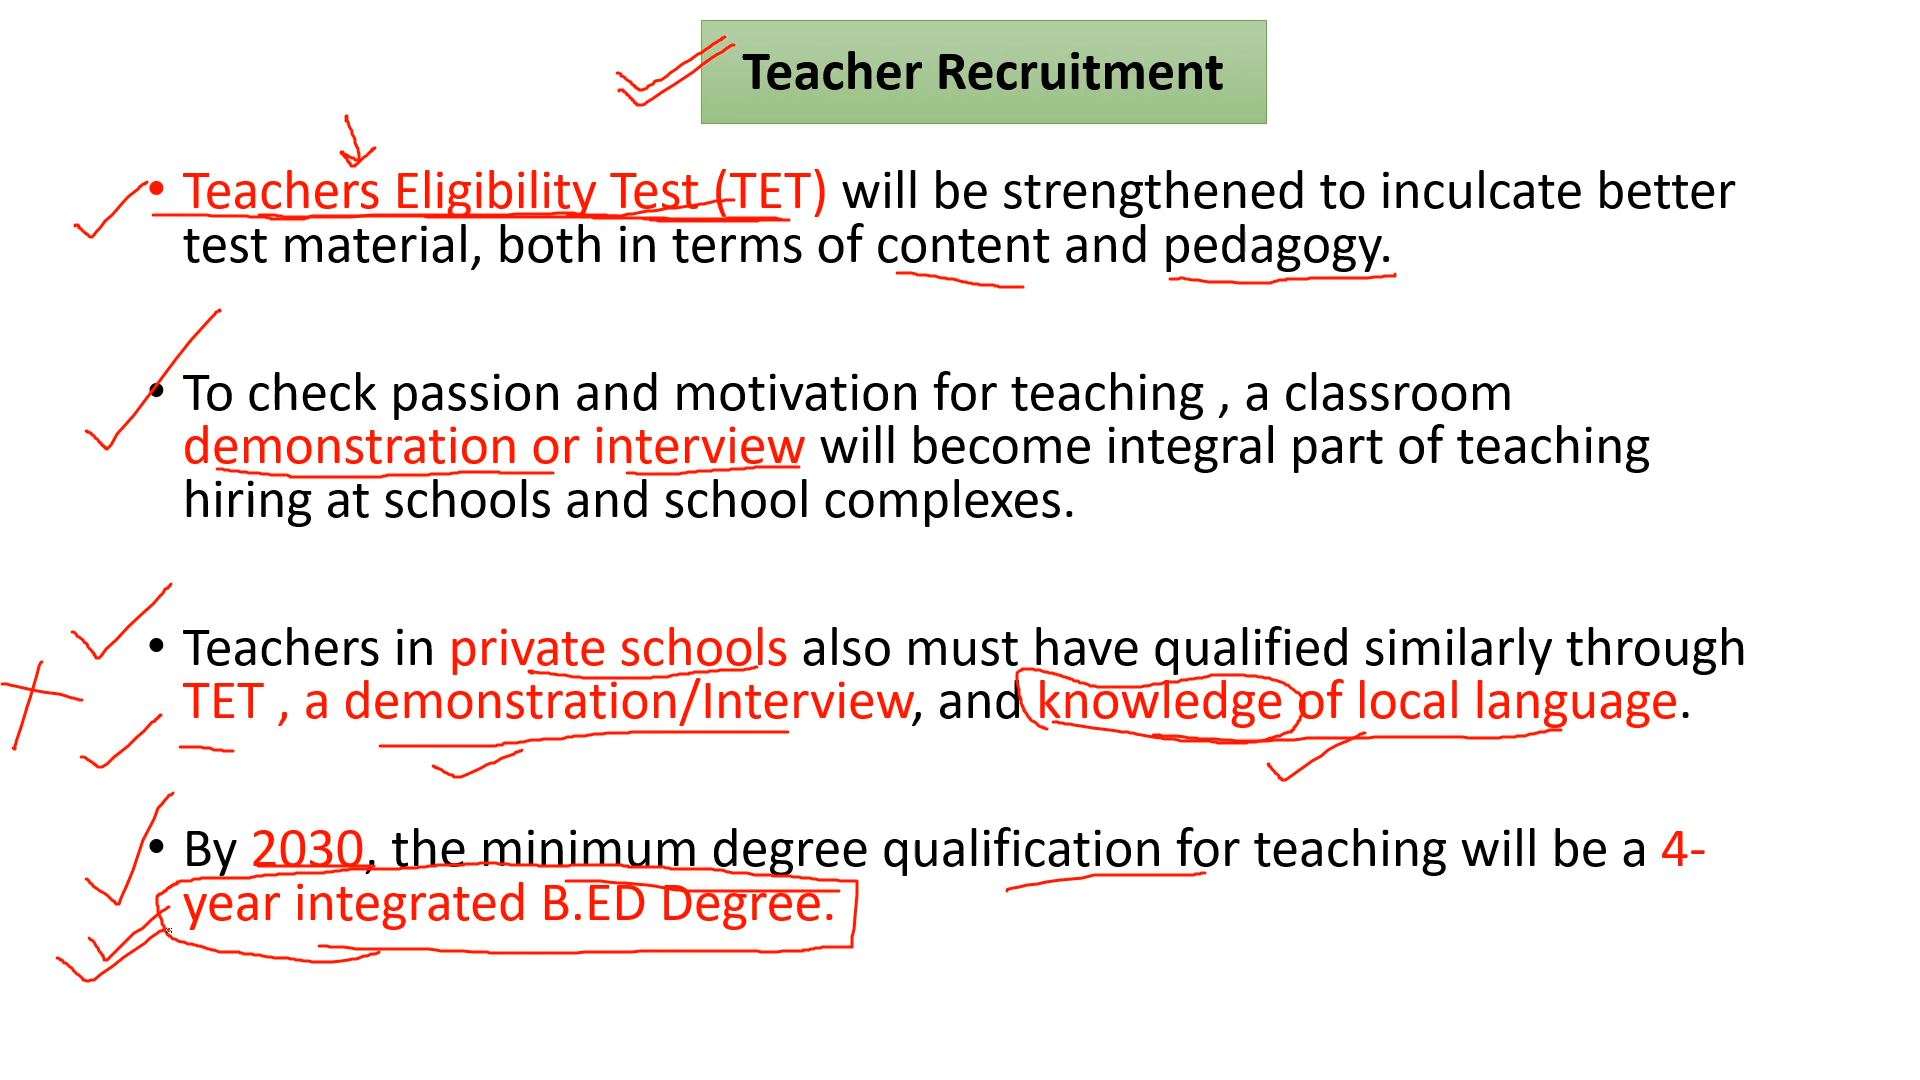 Teacher Recruitment
• Teachers Eligibility Test (TET) will be strengthened to inculcate better
test material, both in terms of content and pedagogy.
• To check passion and motivation for teaching , a classroom
demonstration or interview will become integral part of teaching
hiring at schools and school complexes.
• Teachers in private schools also must have qualified similarly through
TET , a demonstration/Interview, and knowledge of local language.
• By 2030, the minimum degree qualification for teaching will be a 4-
year integrated B.ED Degree.